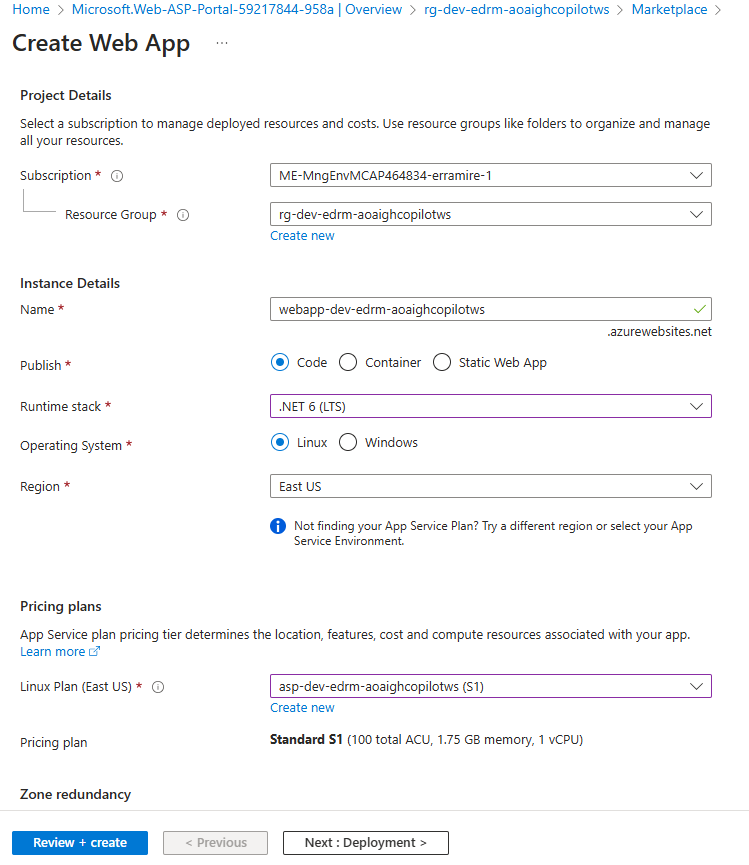 Home > Microsoft.Web-ASP-Portal-59217844-958a | Overview > rg-dev-edrm-aoaighcopilotws > Marketplace >
Create Web App ...
Project Details
Select a subscription to manage deployed resources and costs. Use resource groups like folders to organize and manage
all your resources.
Subscription * ME-MngEnvMCAP464834-erramire-1
Resource Group * rg-dev-edrm-aoaighcopilotws
Create new
Instance Details
Name * webapp-dev-edrm-aoaighcopilotws
.azurewebsites.net
Publish * Code Container Static Web App
Runtime stack * .NET 6 (LTS)
Operating System * Linux Windows
Region * East US
Not finding your App Service Plan? Try a different region or select your App
Service Environment.
Pricing plans
App Service plan pricing tier determines the location, features, cost and compute resources associated with your app.
Learn more
Linux Plan (East US) * asp-dev-edrm-aoaighcopilotws (S1)
Create new
Pricing plan Standard S1 (100 total ACU, 1.75 GB memory, 1 vCPU)
Zone redundancy
Review + create < Previous Next : Deployment >